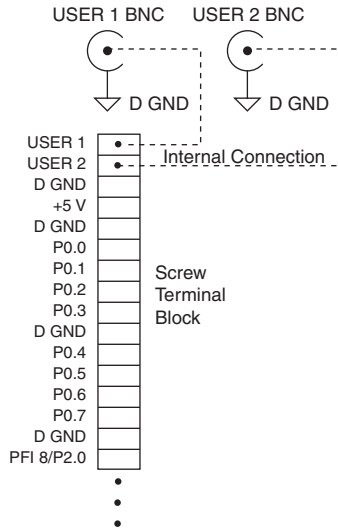 USER 1 BNC
USER 2 BNC
D GND
D GND
USER 1
USER 2
Internal Connection
D GND
+5 V
D GND
P0.0
P0.1
P0.2
P0.3
D GND
P0.4
P0.5
P0.6
P0.7
D GND
PFI 8/P2.0
Screw
Terminal
Block